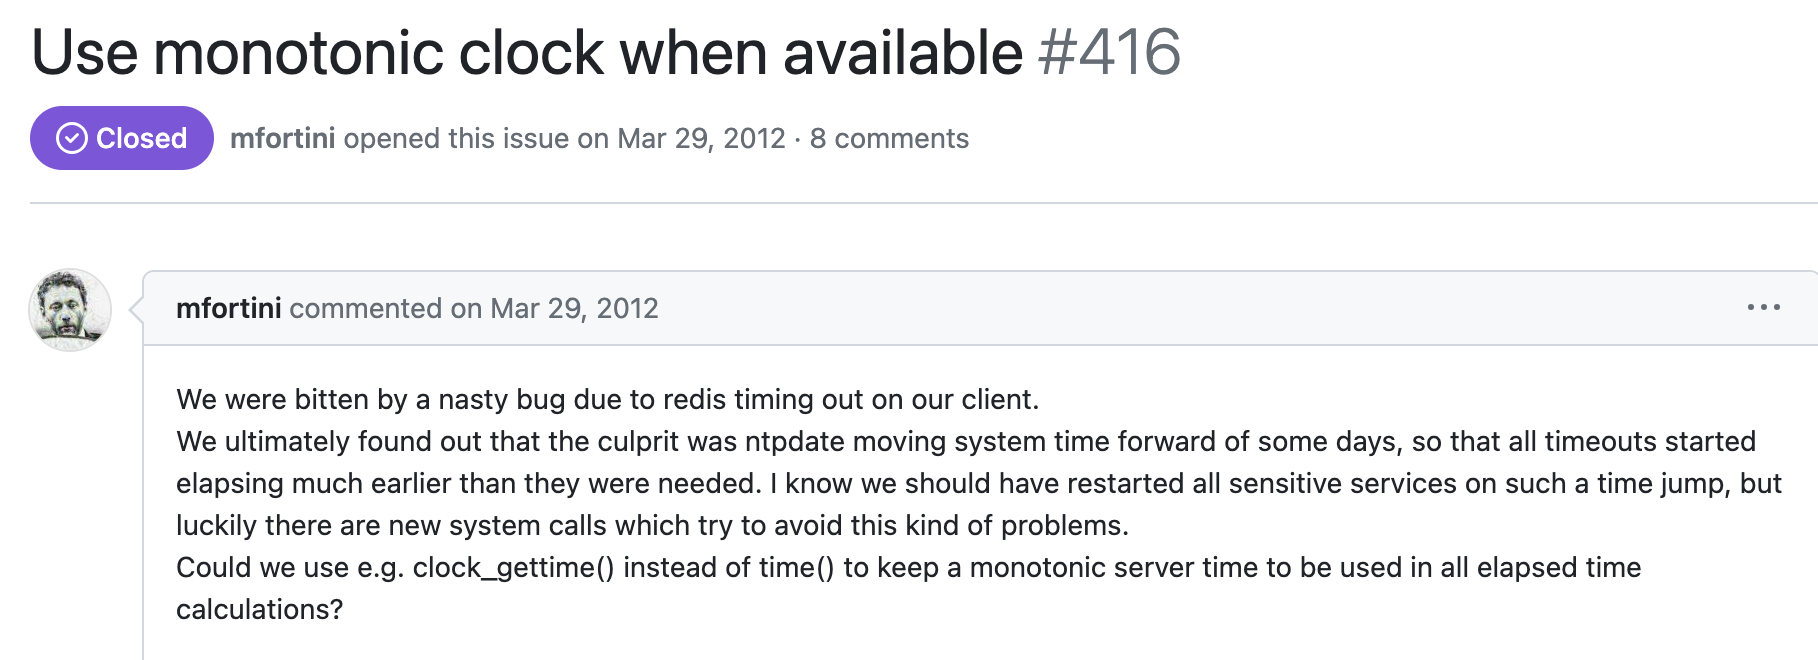 Use monotonic clock when available #416
Closed mfortini opened this issue on Mar 29, 2012 · 8 comments
mfortini commented on Mar 29, 2012
We were bitten by a nasty bug due to redis timing out on our client.
We ultimately found out that the culprit was ntpdate moving system time forward of some days, so that all timeouts started
elapsing much earlier than they were needed. I know we should have restarted all sensitive services on such a time jump, but
luckily there are new system calls which try to avoid this kind of problems.
Could we use e.g. clock_gettime() instead of time() to keep a monotonic server time to be used in all elapsed time
calculations?